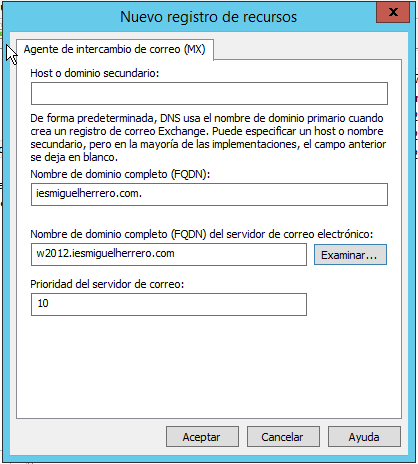 Nuevo registro de recursos
x
Agente de intercambio de correo (MX)
Host o dominio secundario:
De forma predeterminada, DNS usa el nombre de dominio primario cuando
crea un registro de correo Exchange. Puede especificar un host o nombre
secundario, pero en la mayoría de las implementaciones, el campo anterior
se deja en blanco.
Nombre de dominio completo (FQDN):
iesmiguelherrero.com.
Nombre de dominio completo (FQDN) del servidor de correo electrónico:
w2012.iesmiguelherrero.com
Examinar...
Prioridad del servidor de correo:
10
Aceptar
Cancelar
Ayuda